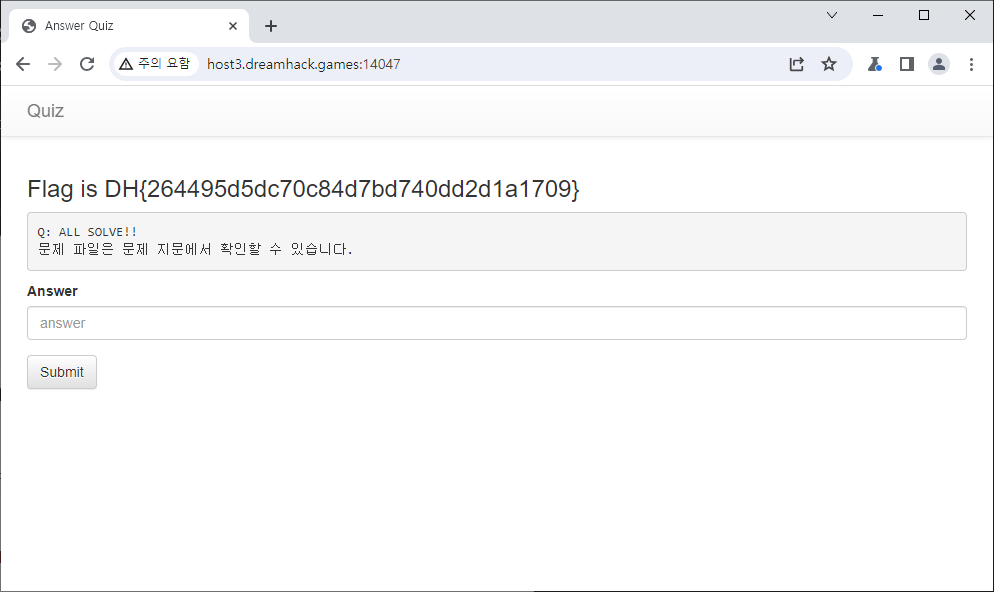 Answer Quiz
주의 요함
host3.dreamhack.games:14047
Quiz
Flag is DH{264495d5dc70c84d7bd740dd2d1a1709}
Q: ALL SOLVE!!
문제 파일은 문제 지문에서 확인할 수 있습니다.
Answer
answer
Submit